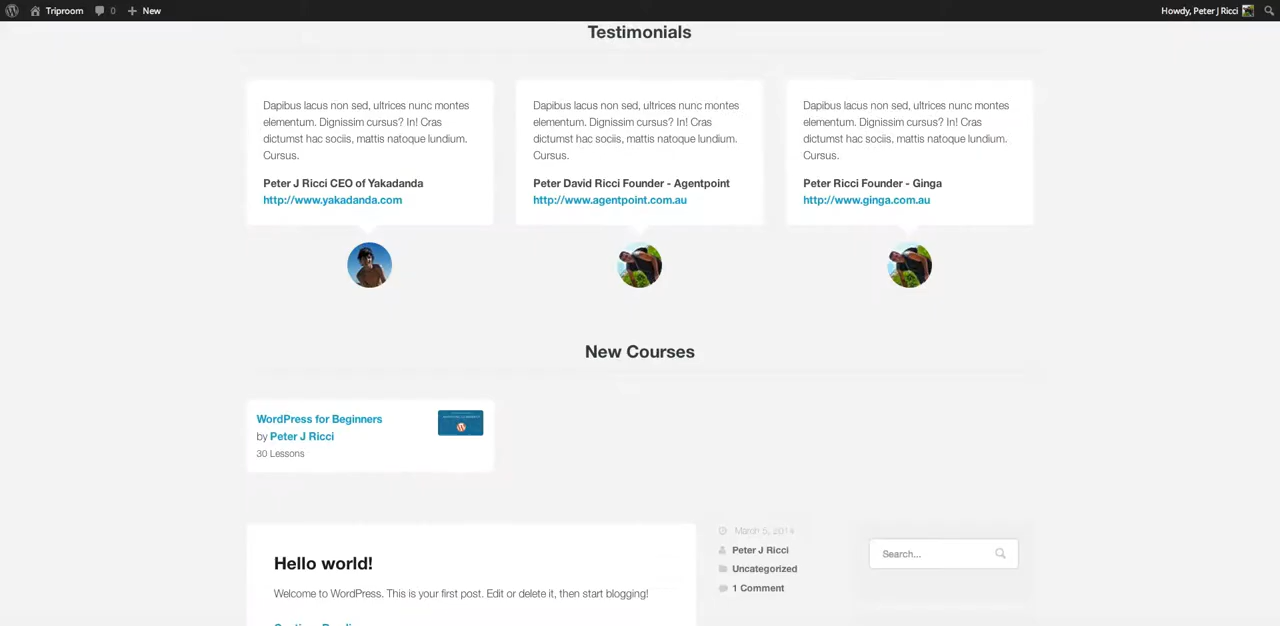 Triproom 0 New Howdy, Peter J Ricci
Testimonials
Dapibus lacus non sed, ultrices nunc montes
elementum. Dignissim cursus? In! Cras
dictumst hac sociis, mattis natoque lundium.
Cursus.
Peter J Ricci CEO of Yakadanda
http://www.yakadanda.com
Dapibus lacus non sed, ultrices nunc montes
elementum. Dignissim cursus? In! Cras
dictumst hac sociis, mattis natoque lundium.
Cursus.
Peter David Ricci Founder - Agentpoint
http://www.agentpoint.com.au
Dapibus lacus non sed, ultrices nunc montes
elementum. Dignissim cursus? In! Cras
dictumst hac sociis, mattis natoque lundium.
Cursus.
Peter Ricci Founder - Ginga
http://www.ginga.com.au
New Courses
WordPress for Beginners
by Peter J Ricci
30 Lessons
Hello world!
Welcome to WordPress. This is your first post. Edit or delete it, then start blogging!
March 5, 2014
Peter J Ricci
Uncategorized
1 Comment
Search...